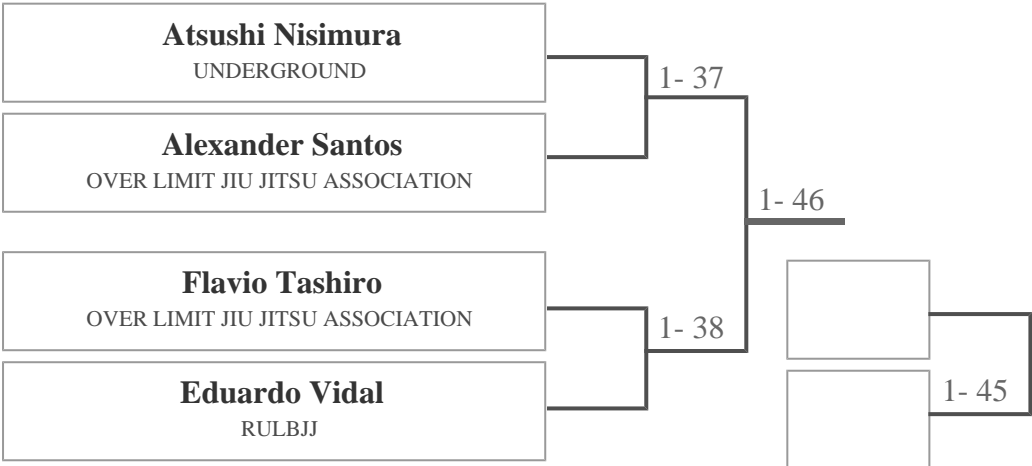 Atsushi Nisimura
UNDERGROUND
1- 37
Alexander Santos
OVER LIMIT JIU JITSU ASSOCIATION
1- 46
Flavio Tashiro
OVER LIMIT JIU JITSU ASSOCIATION
1- 38
Eduardo Vidal
RULBJJ
1- 45